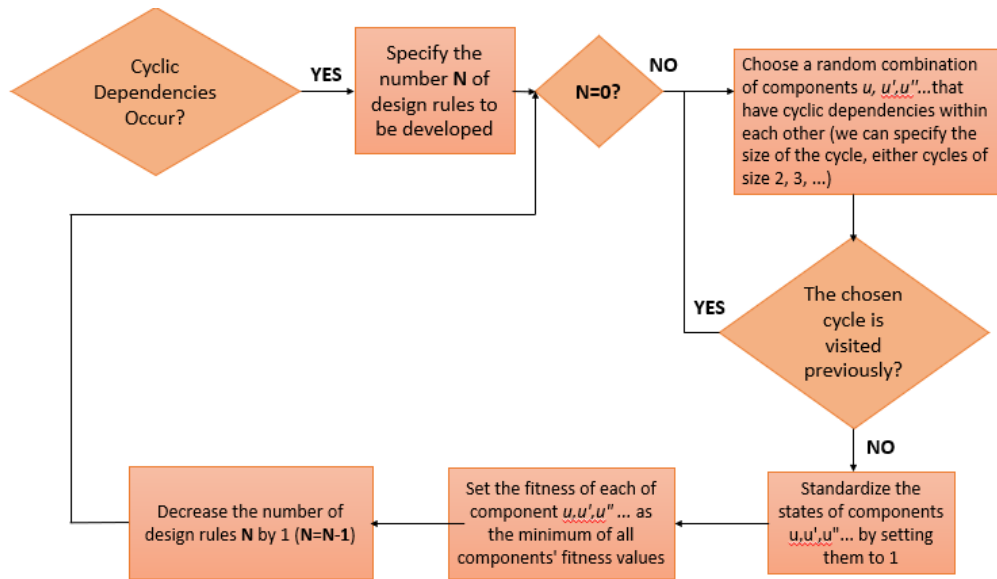 Cyclic
Dependencies
Occur?
YES
Specify the
number N of
design rules to
be developed
N=0?
NO
Choose a random combination
of components u, u',u''...that
have cyclic dependencies within
each other (we can specify the
size of the cycle, either cycles of
size 2, 3, ...)
The chosen
cycle is
visited
previously?
YES
NO
Standardize the
states of components
u,u',u''... by setting
them to 1
Set the fitness of each of
component u,u',u'' ... as
the minimum of all
components' fitness values
Decrease the number of
design rules N by 1 (N=N-1)